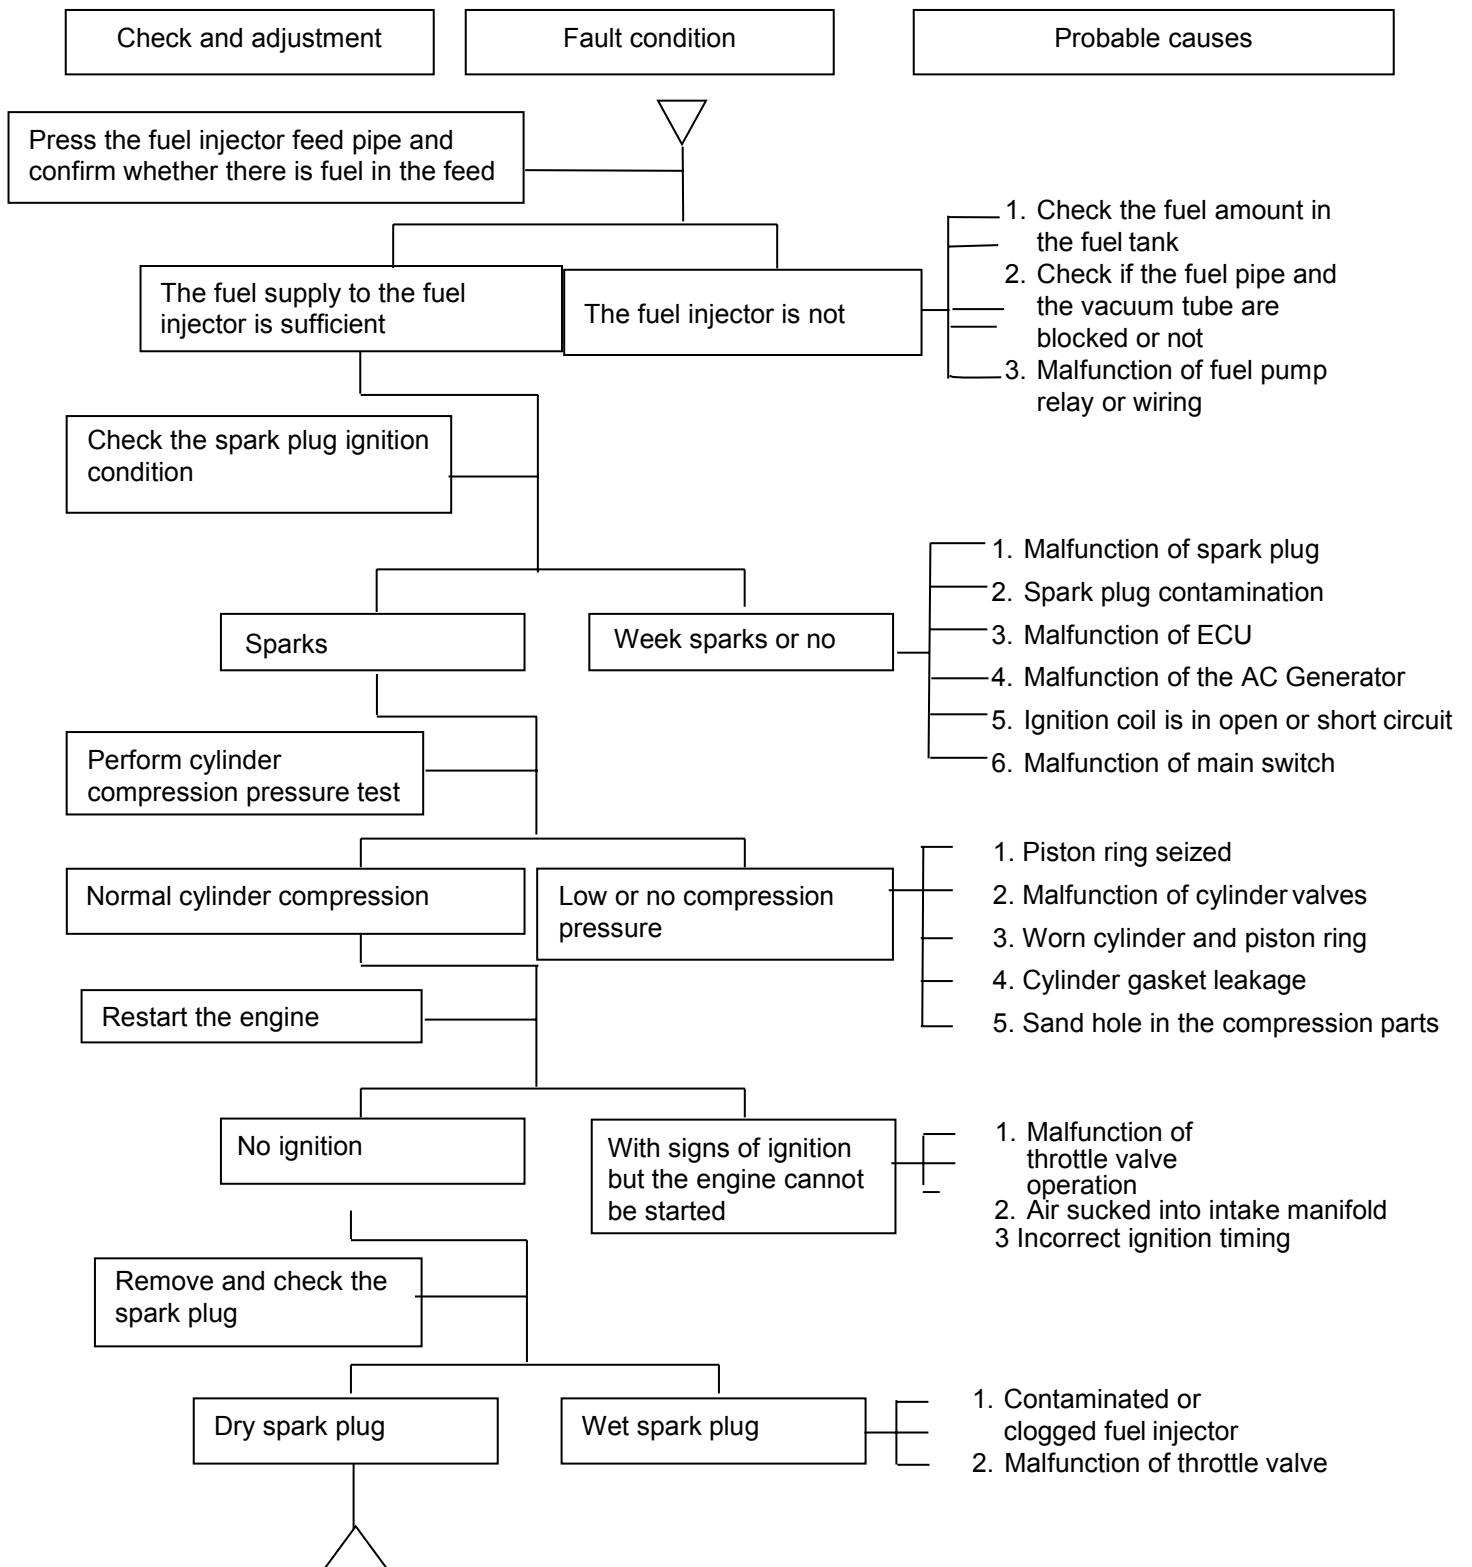 Check and adjustment
Fault condition
Probable causes
Press the fuel injector feed pipe and
confirm whether there is fuel in the feed
The fuel supply to the fuel
injector is sufficient
The fuel injector is not
1. Check the fuel amount in
the fuel tank
2. Check if the fuel pipe and
the vacuum tube are
blocked or not
3. Malfunction of fuel pump
relay or wiring
Check the spark plug ignition
condition
Sparks
Week sparks or no
1. Malfunction of spark plug
2. Spark plug contamination
3. Malfunction of ECU
4. Malfunction of the AC Generator
5. Ignition coil is in open or short circuit
6. Malfunction of main switch
Perform cylinder
compression pressure test
Normal cylinder compression
Low or no compression
pressure
1. Piston ring seized
2. Malfunction of cylinder valves
3. Worn cylinder and piston ring
4. Cylinder gasket leakage
5. Sand hole in the compression parts
Restart the engine
No ignition
With signs of ignition
but the engine cannot
be started
1. Malfunction of
throttle valve
operation
2. Air sucked into intake manifold
3 Incorrect ignition timing
Remove and check the
spark plug
Dry spark plug
Wet spark plug
1. Contaminated or
clogged fuel injector
2. Malfunction of throttle valve